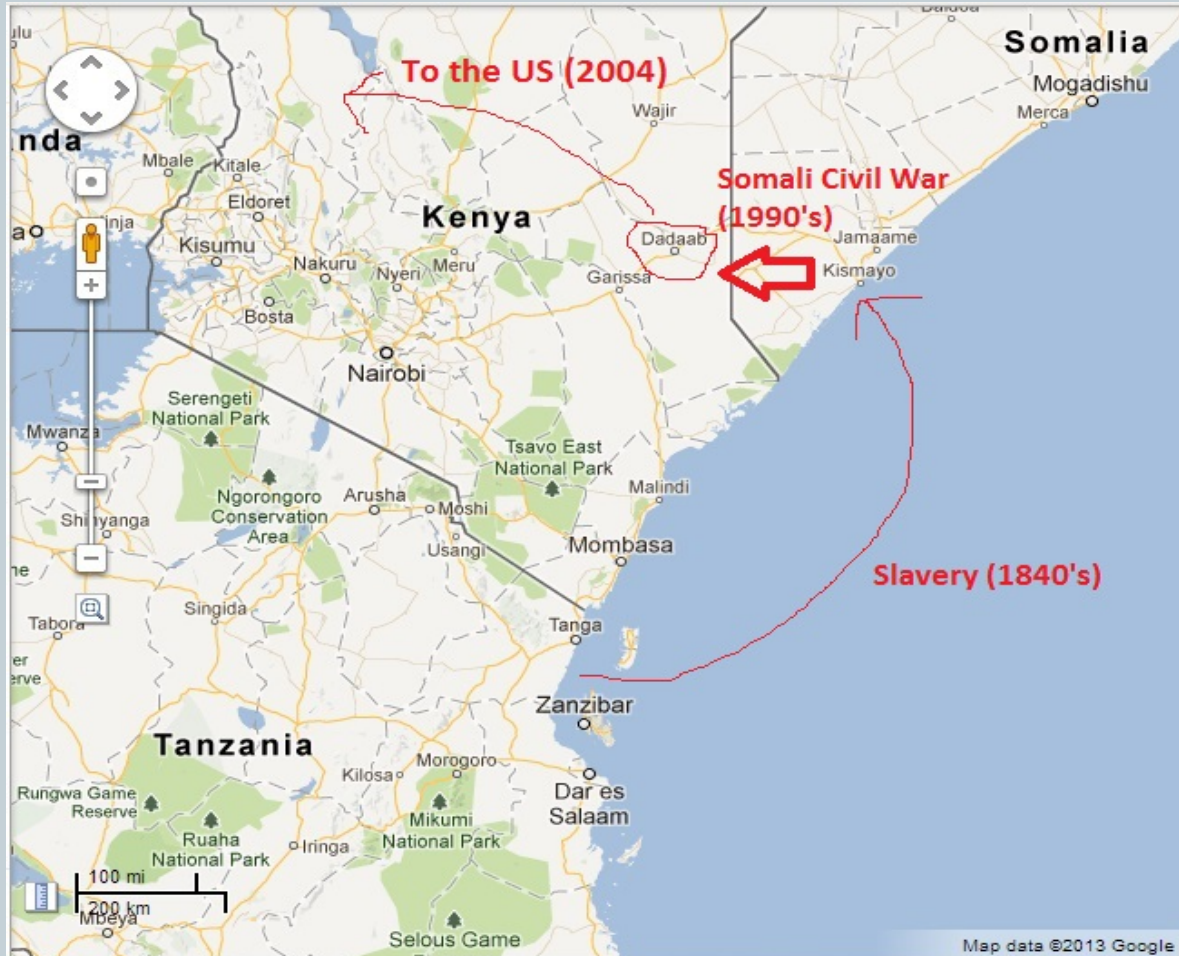 Somalia
Mogadishu
Merca
To the US (2004)
Wajir
nda
Mbale
Kitale
Eldoret
Kenya
Somali Civil War
(1990's)
Dadaab
Jamaame
inja
a
Kisumu
Nakuru
Nyeri
Meru
Garissa
Kismayo
Bosta
Nairobi
Serengeti
National Park
Mwanza
Tsavo East
National Park
Ngorongoro
Conservation
Area
Arusha
Moshi
Malindi
Shinyanga
Usangi
Mombasa
ne
Slavery (1840's)
Singida
Tabora
Tanga
er
erve
Zanzibar
Tanzania
Kilosa
Morogoro
Dar es
Salaam
Rungwa Game
Reserve
Mikumi
National Park
Ruaha
National Park
Iringa
100 mi
200 km
Mbeya
Selous Game
Map data ©2013 Google